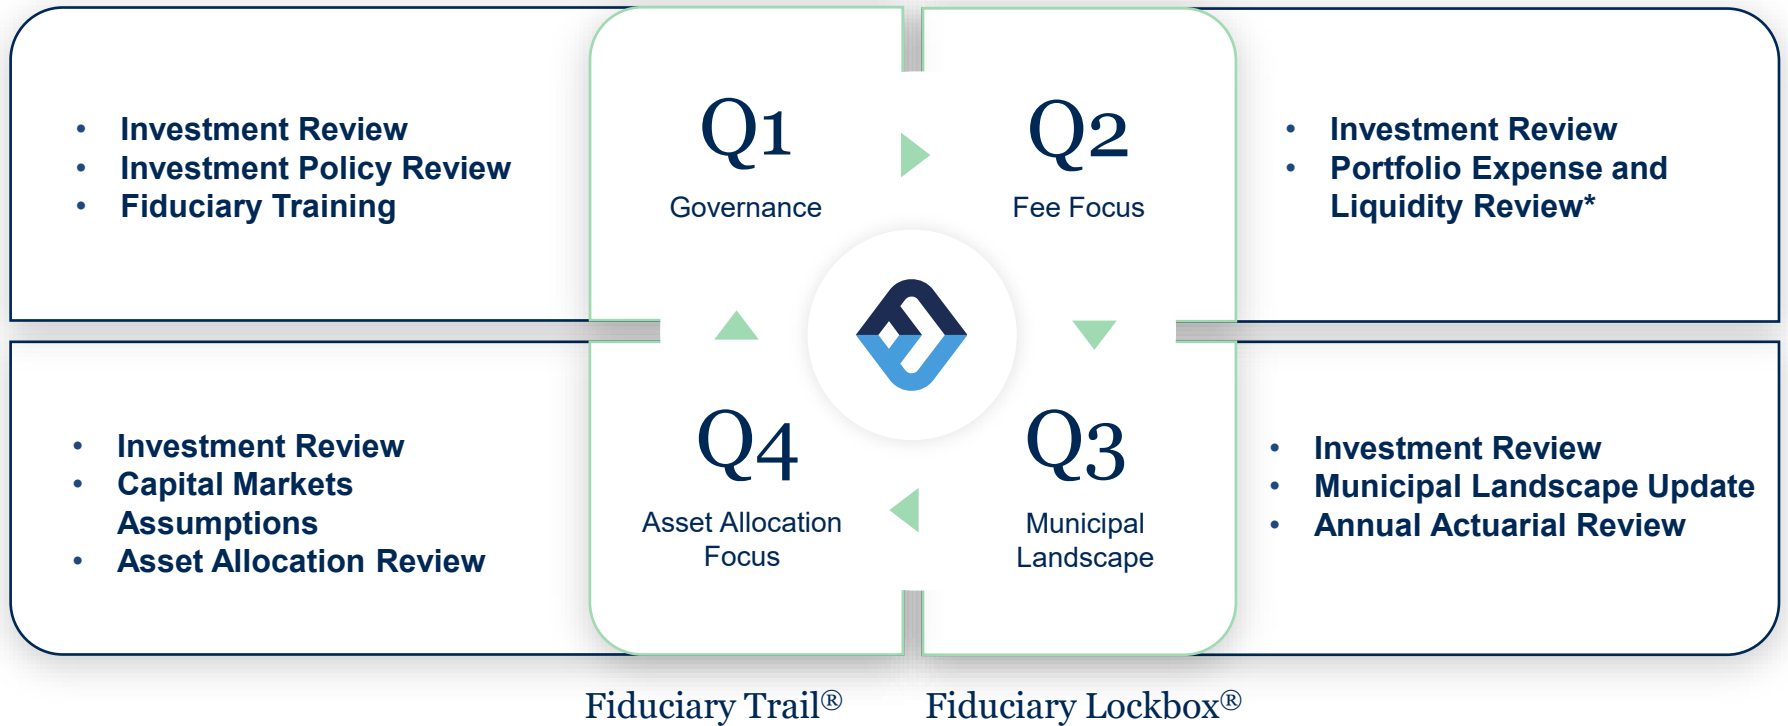 • Investment Review
• Investment Policy Review
• Fiduciary Training
Q1
Governance
Q2
Fee Focus
• Investment Review
• Portfolio Expense and
Liquidity Review*
• Investment Review
• Capital Markets
Assumptions
• Asset Allocation Review
Q4
Asset Allocation
Focus
Q3
Municipal
Landscape
• Investment Review
• Municipal Landscape Update
• Annual Actuarial Review
Fiduciary Trail®
Fiduciary Lockbox®